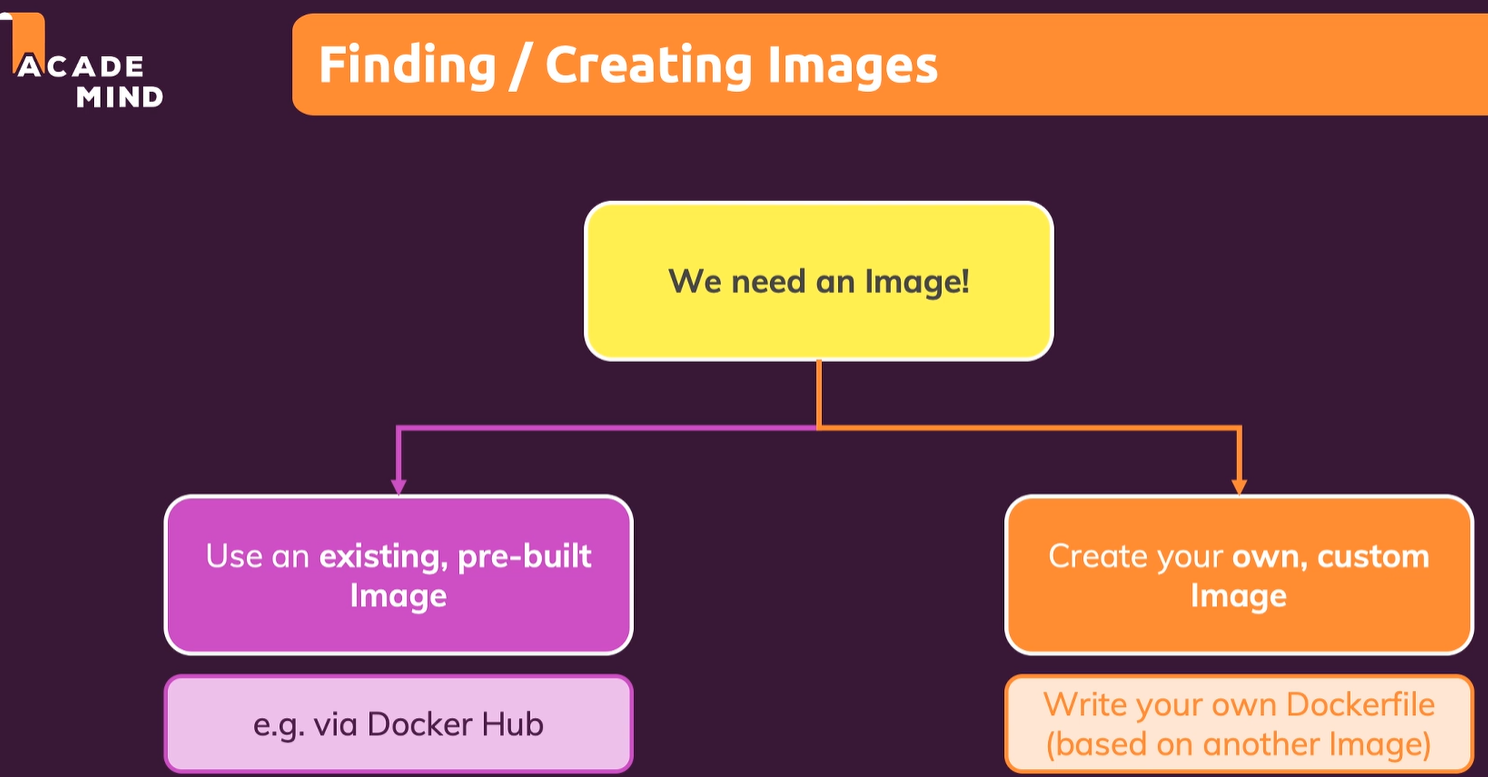 ACADE
MIND
Finding / Creating Images
We need an Image!
Use an existing, pre-built
Image
Create your own, custom
Image
e.g. via Docker Hub
Write your own Dockerfile
(based on another Image)